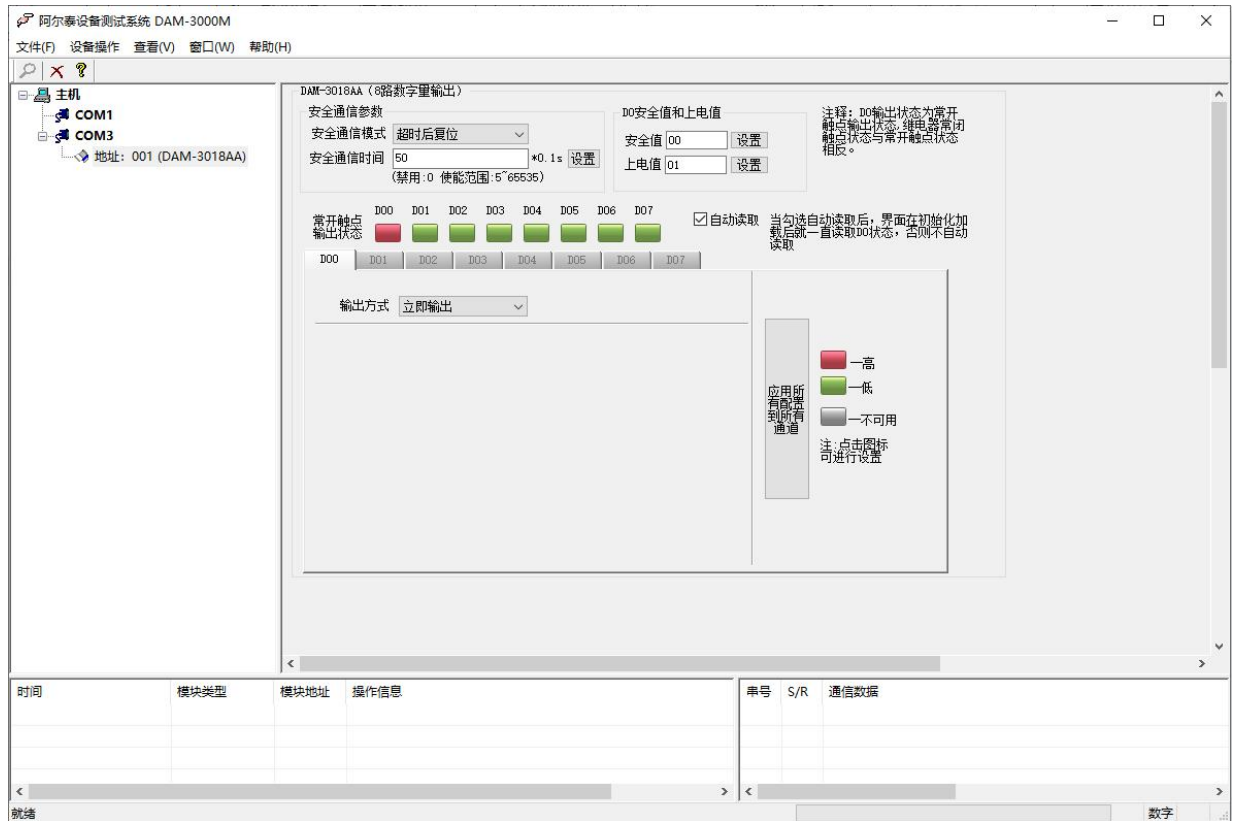 阿尔泰设备测试系统 DAM-3000M
文件(F) 设备操作 查看(V) 窗口(W) 帮助(H)
主机
COM1
COM3
地址：001 (DAM-3018AA)
DAM-3018AA (8路数字量输出)
安全通信参数
安全通信模式 超时后复位
安全通信时间 50 *0.1s 设置
(禁用:0 使能范围:5~65535)
DO安全值和上电值
安全值 00 设置
上电值 01 设置
注释: DO输出状态为常开
触点输出状态,继电器常闭
触点状态与常开触点状态
相反。
常开触点
输出状态
DO0 DO1 DO2 DO3 DO4 DO5 DO6 DO7
自动读取
当勾选自动读取后，界面在初始化加
载后就一直读取DO状态，否则不自动
读取
DO0 DO1 DO2 DO3 DO4 DO5 DO6 DO7
输出方式 立即输出
应用所
有配置
到所有
通道
—高
—低
—不可用
注:点击图标
可进行设置
时间 模块类型 模块地址 操作信息
串号 S/R 通信数据
就绪
数字